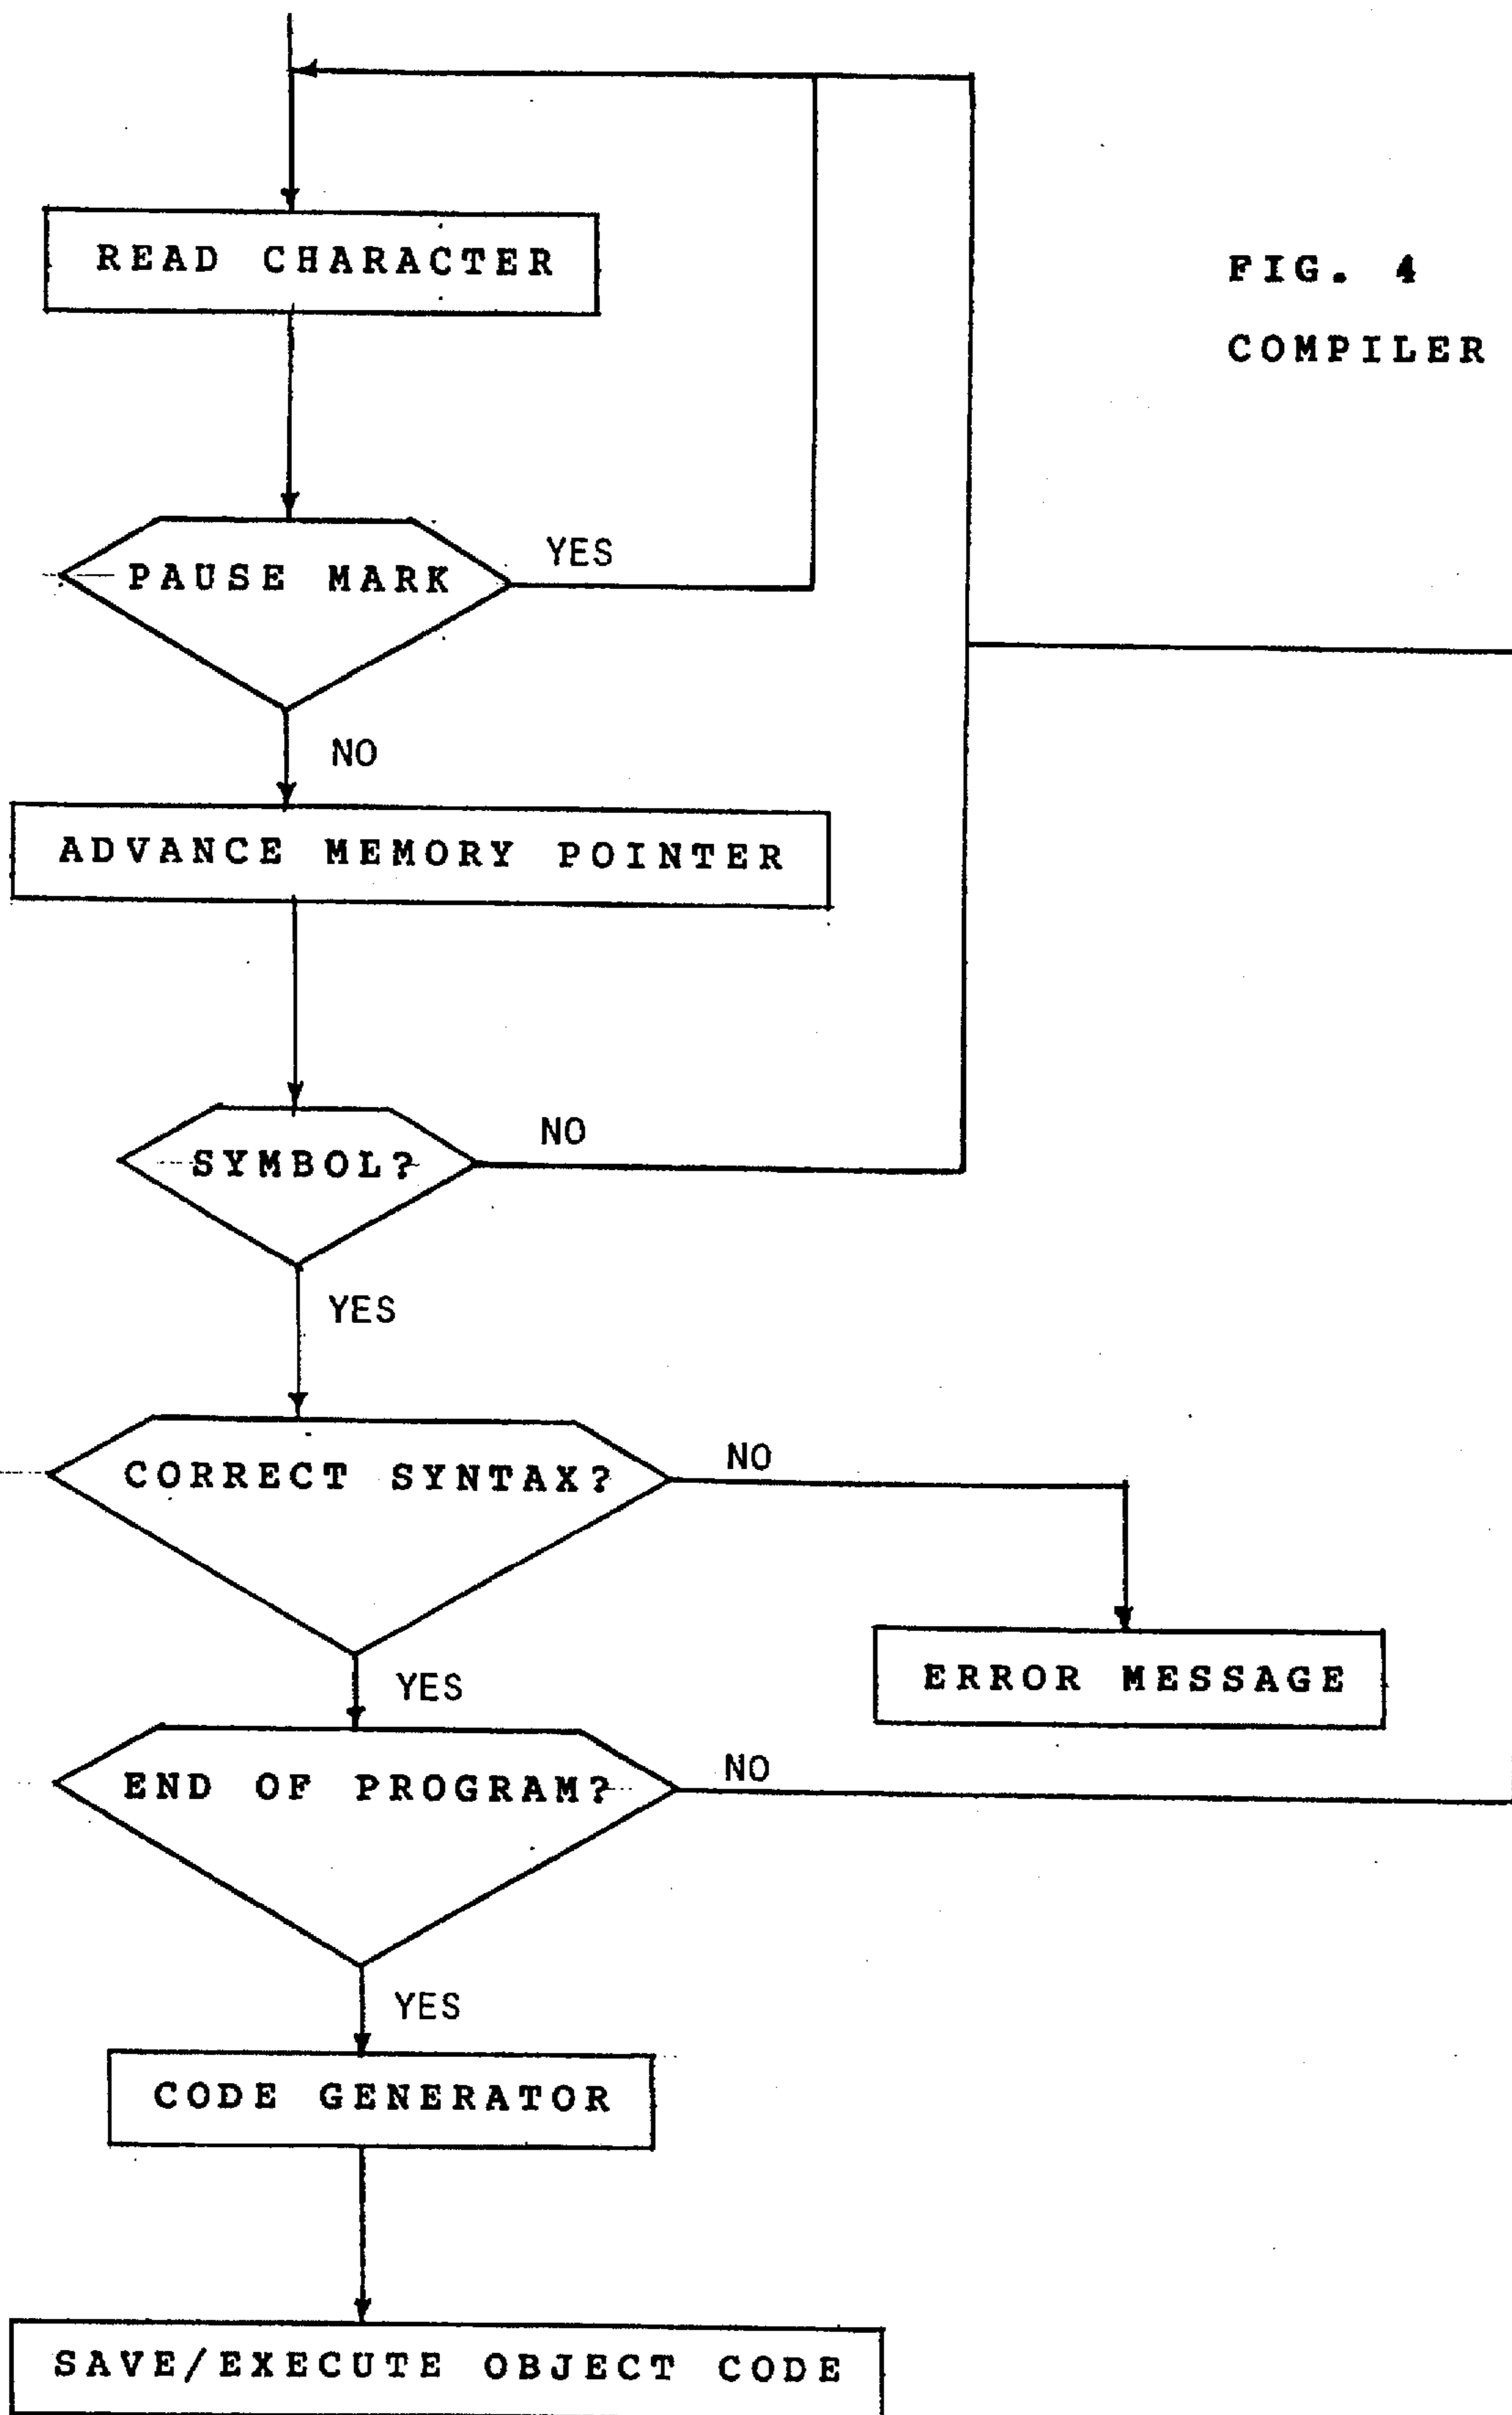 READ CHARACTER
FIG. 4
COMPILER
YES
PAUSE MARK
NO
ADVANCE MEMORY POINTER
NO
SYMBOL?
YES
NO
CORRECT SYNTAX?
ERROR MESSAGE
YES
NO
END OF PROGRAM?
YES
CODE GENERATOR
SAVE/EXECUTE OBJECT CODE